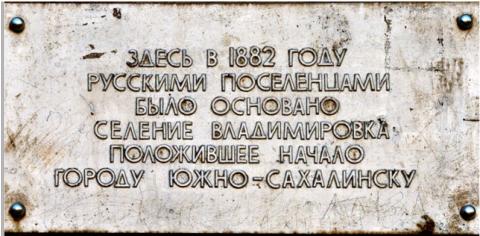 ЗДЕСЬ В 1882 ГОДУ
РУССКИМИ ПОСЕЛЕНЦАМИ
БЫЛО ОСНОВАНО
СЕЛЕНИЕ ВЛАДИМИРОВКА
ПОЛОЖИВШЕЕ НАЧАЛО
ГОРОДУ ЮЖНО-САХАЛИНСКУ